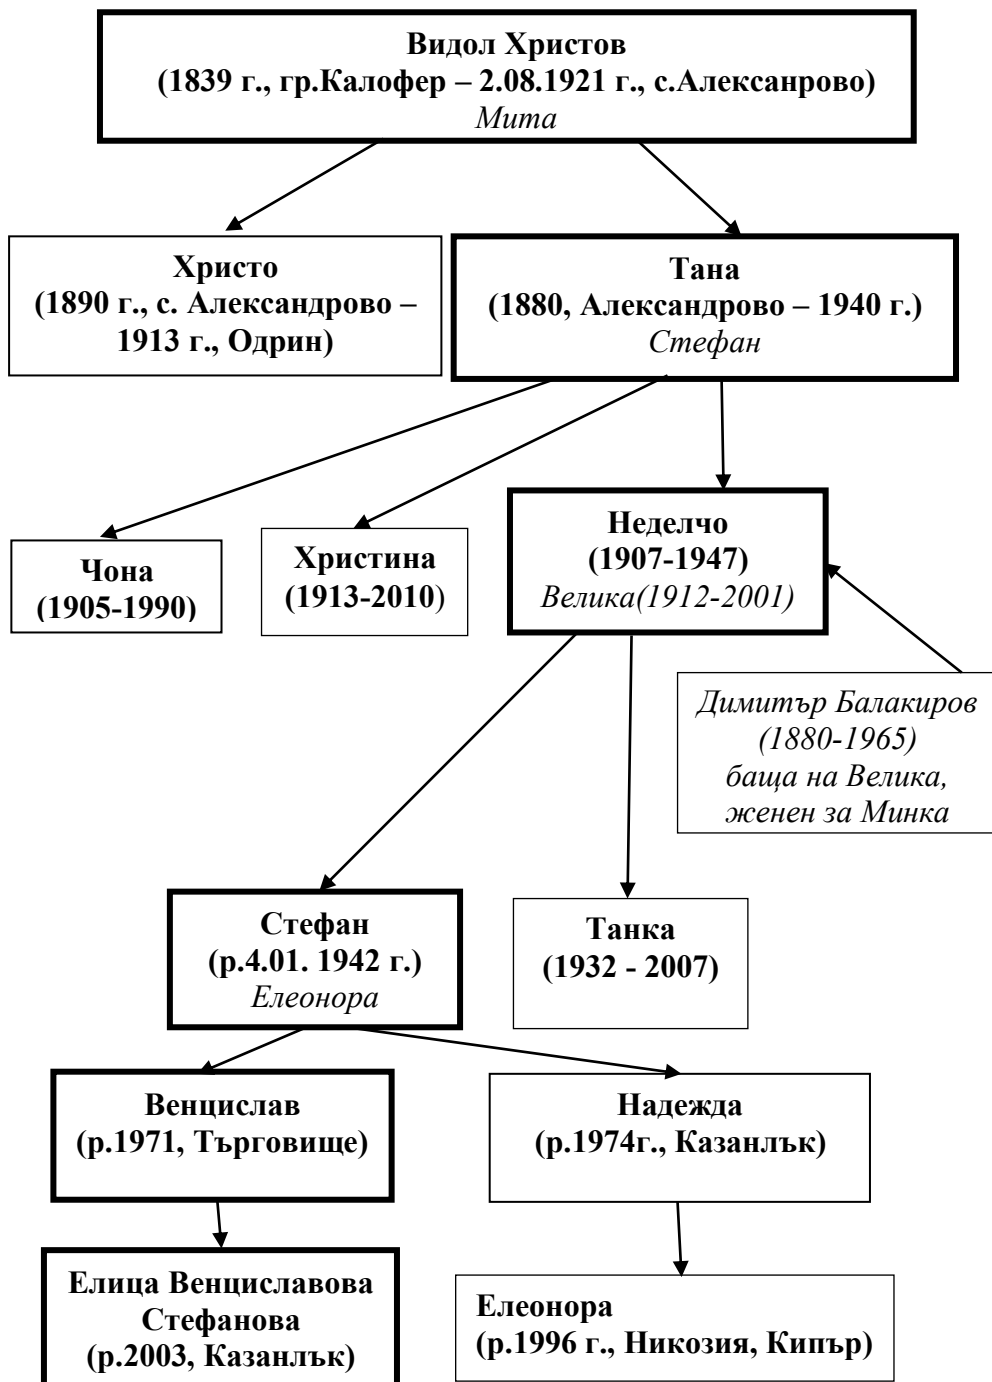 Видол Христов
(1839 г., гр.Калофер – 2.08.1921 г., с.Алексанрово)
Мита
Христо
(1890 г., с. Александрово –
1913 г., Одрин)
Тана
(1880, Александрово – 1940 г.)
Стефан
Чона
(1905-1990)
Христина
(1913-2010)
Неделчо
(1907-1947)
Велика(1912-2001)
Димитър Балакиров
(1880-1965)
баща на Велика,
женен за Минка
Стефан
(р.4.01. 1942 г.)
Елеонора
Танка
(1932 - 2007)
Венцислав
(р.1971, Търговище)
Надежда
(р.1974г., Казанлък)
Елица Венциславова
Стефанова
(р.2003, Казанлък)
Елеонора
(р.1996 г., Никозия, Кипър)